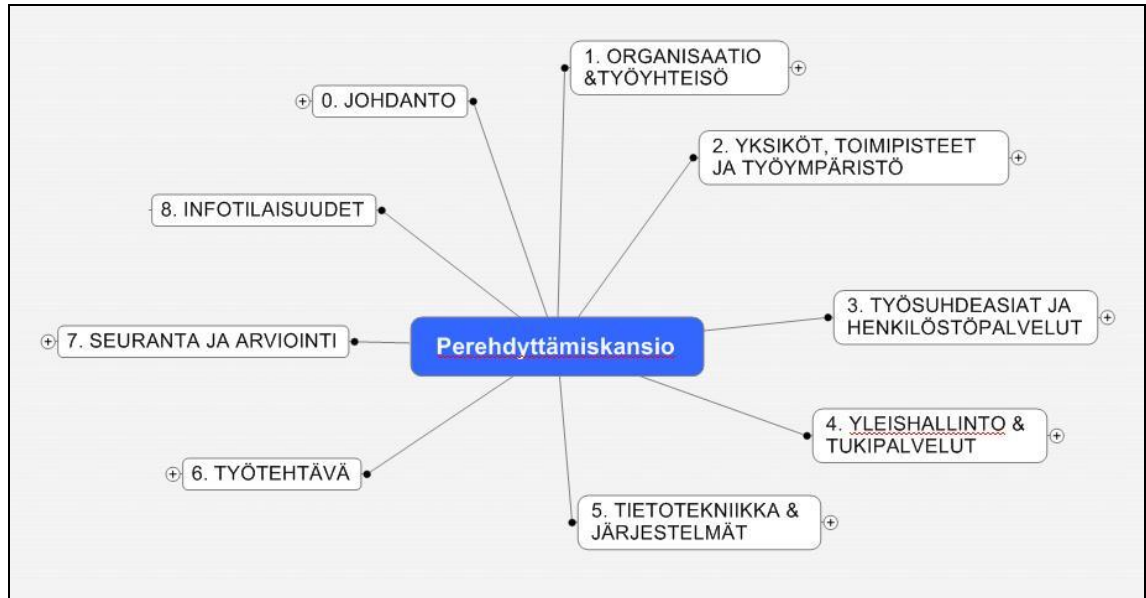 0. JOHDANTO
1. ORGANISAATIO
&TYÖYHTEISÖ
2. YKSIKÖT, TOIMIPISTEET
JA TYÖYMPÄRISTÖ
3. TYÖSUHDEASIAT JA
HENKILÖSTÖPALVELUT
4. YLEISHALLINTO &
TUKIPALVELUT
5. TIETOTEKNIIKKA &
JÄRJESTELMÄT
6. TYÖTEHTÄVÄ
7. SEURANTA JA ARVIOINTI
8. INFOTILAISUUDET
Perehdyttämiskansio